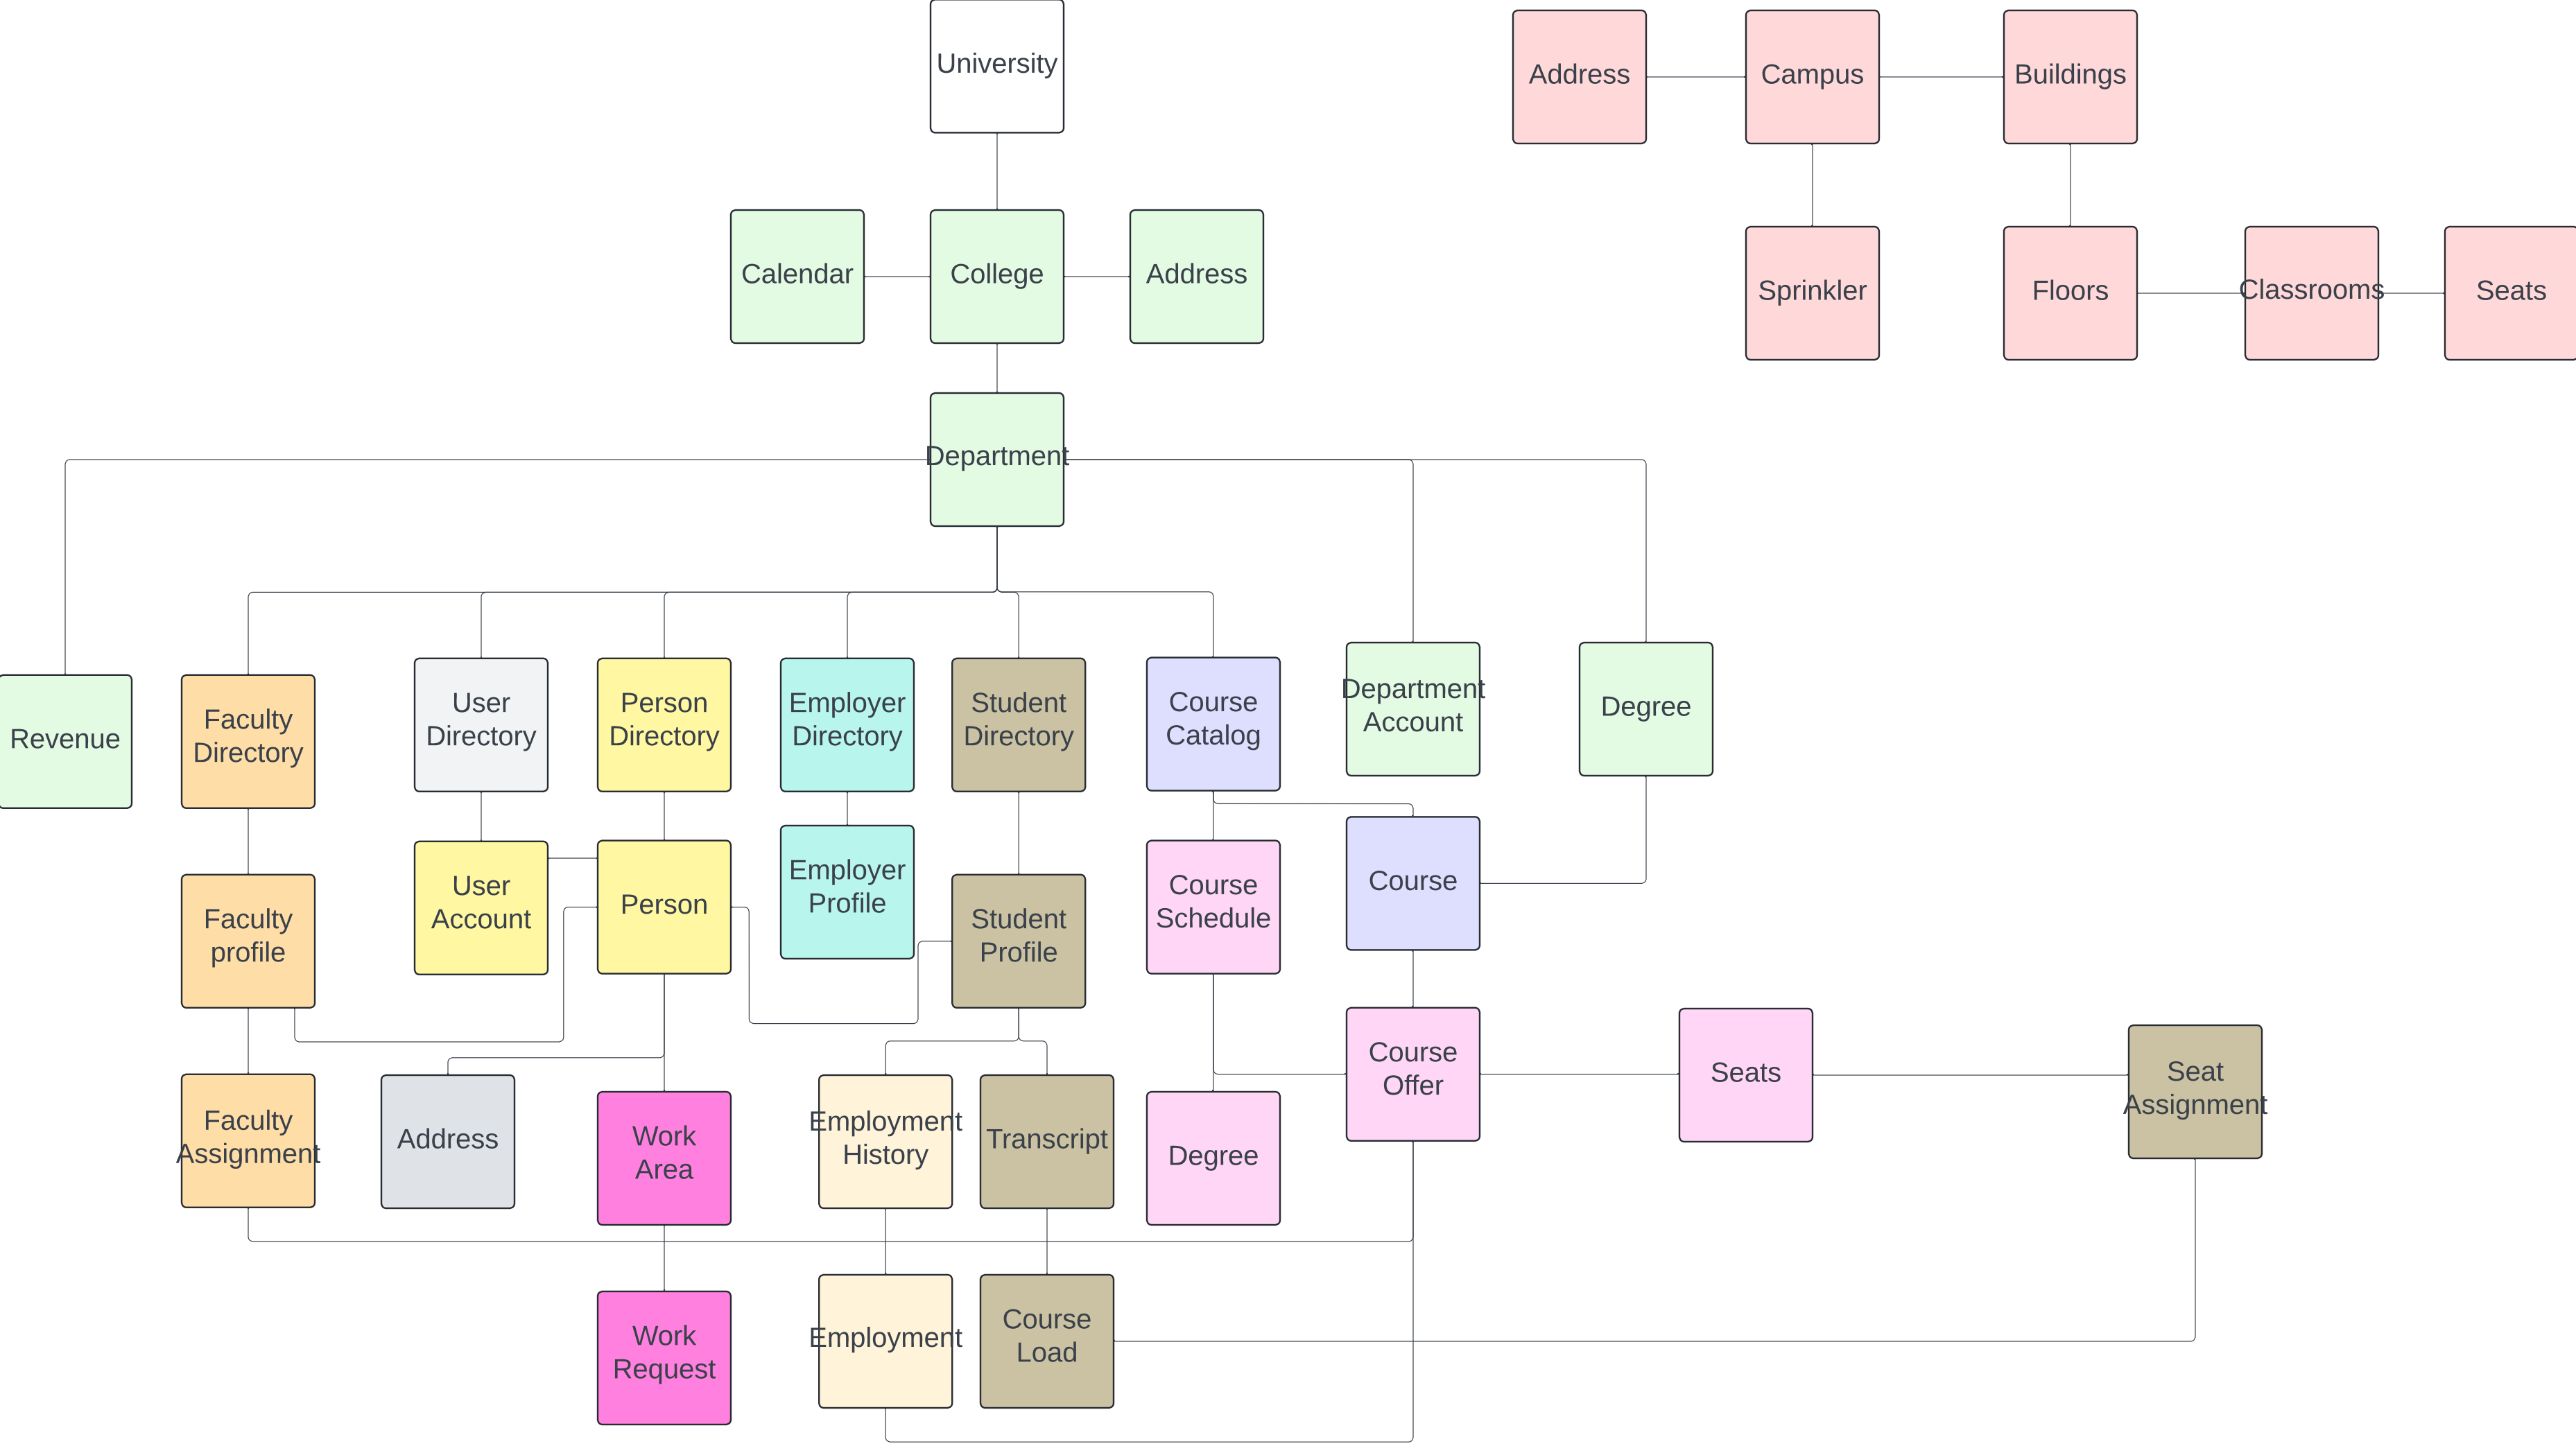 University
Address
Campus
Buildings
Calendar
College
Address
Sprinkler
Floors
Classrooms
Seats
Department
Revenue
Faculty
Directory
User
Directory
Person
Directory
Employer
Directory
Student
Directory
Course
Catalog
Department
Account
Degree
Faculty
profile
User
Account
Person
Employer
Profile
Student
Profile
Course
Schedule
Course
Faculty
Assignment
Address
Work
Area
Employment
History
Transcript
Degree
Course
Offer
Seats
Seat
Assignment
Work
Request
Employment
Course
Load